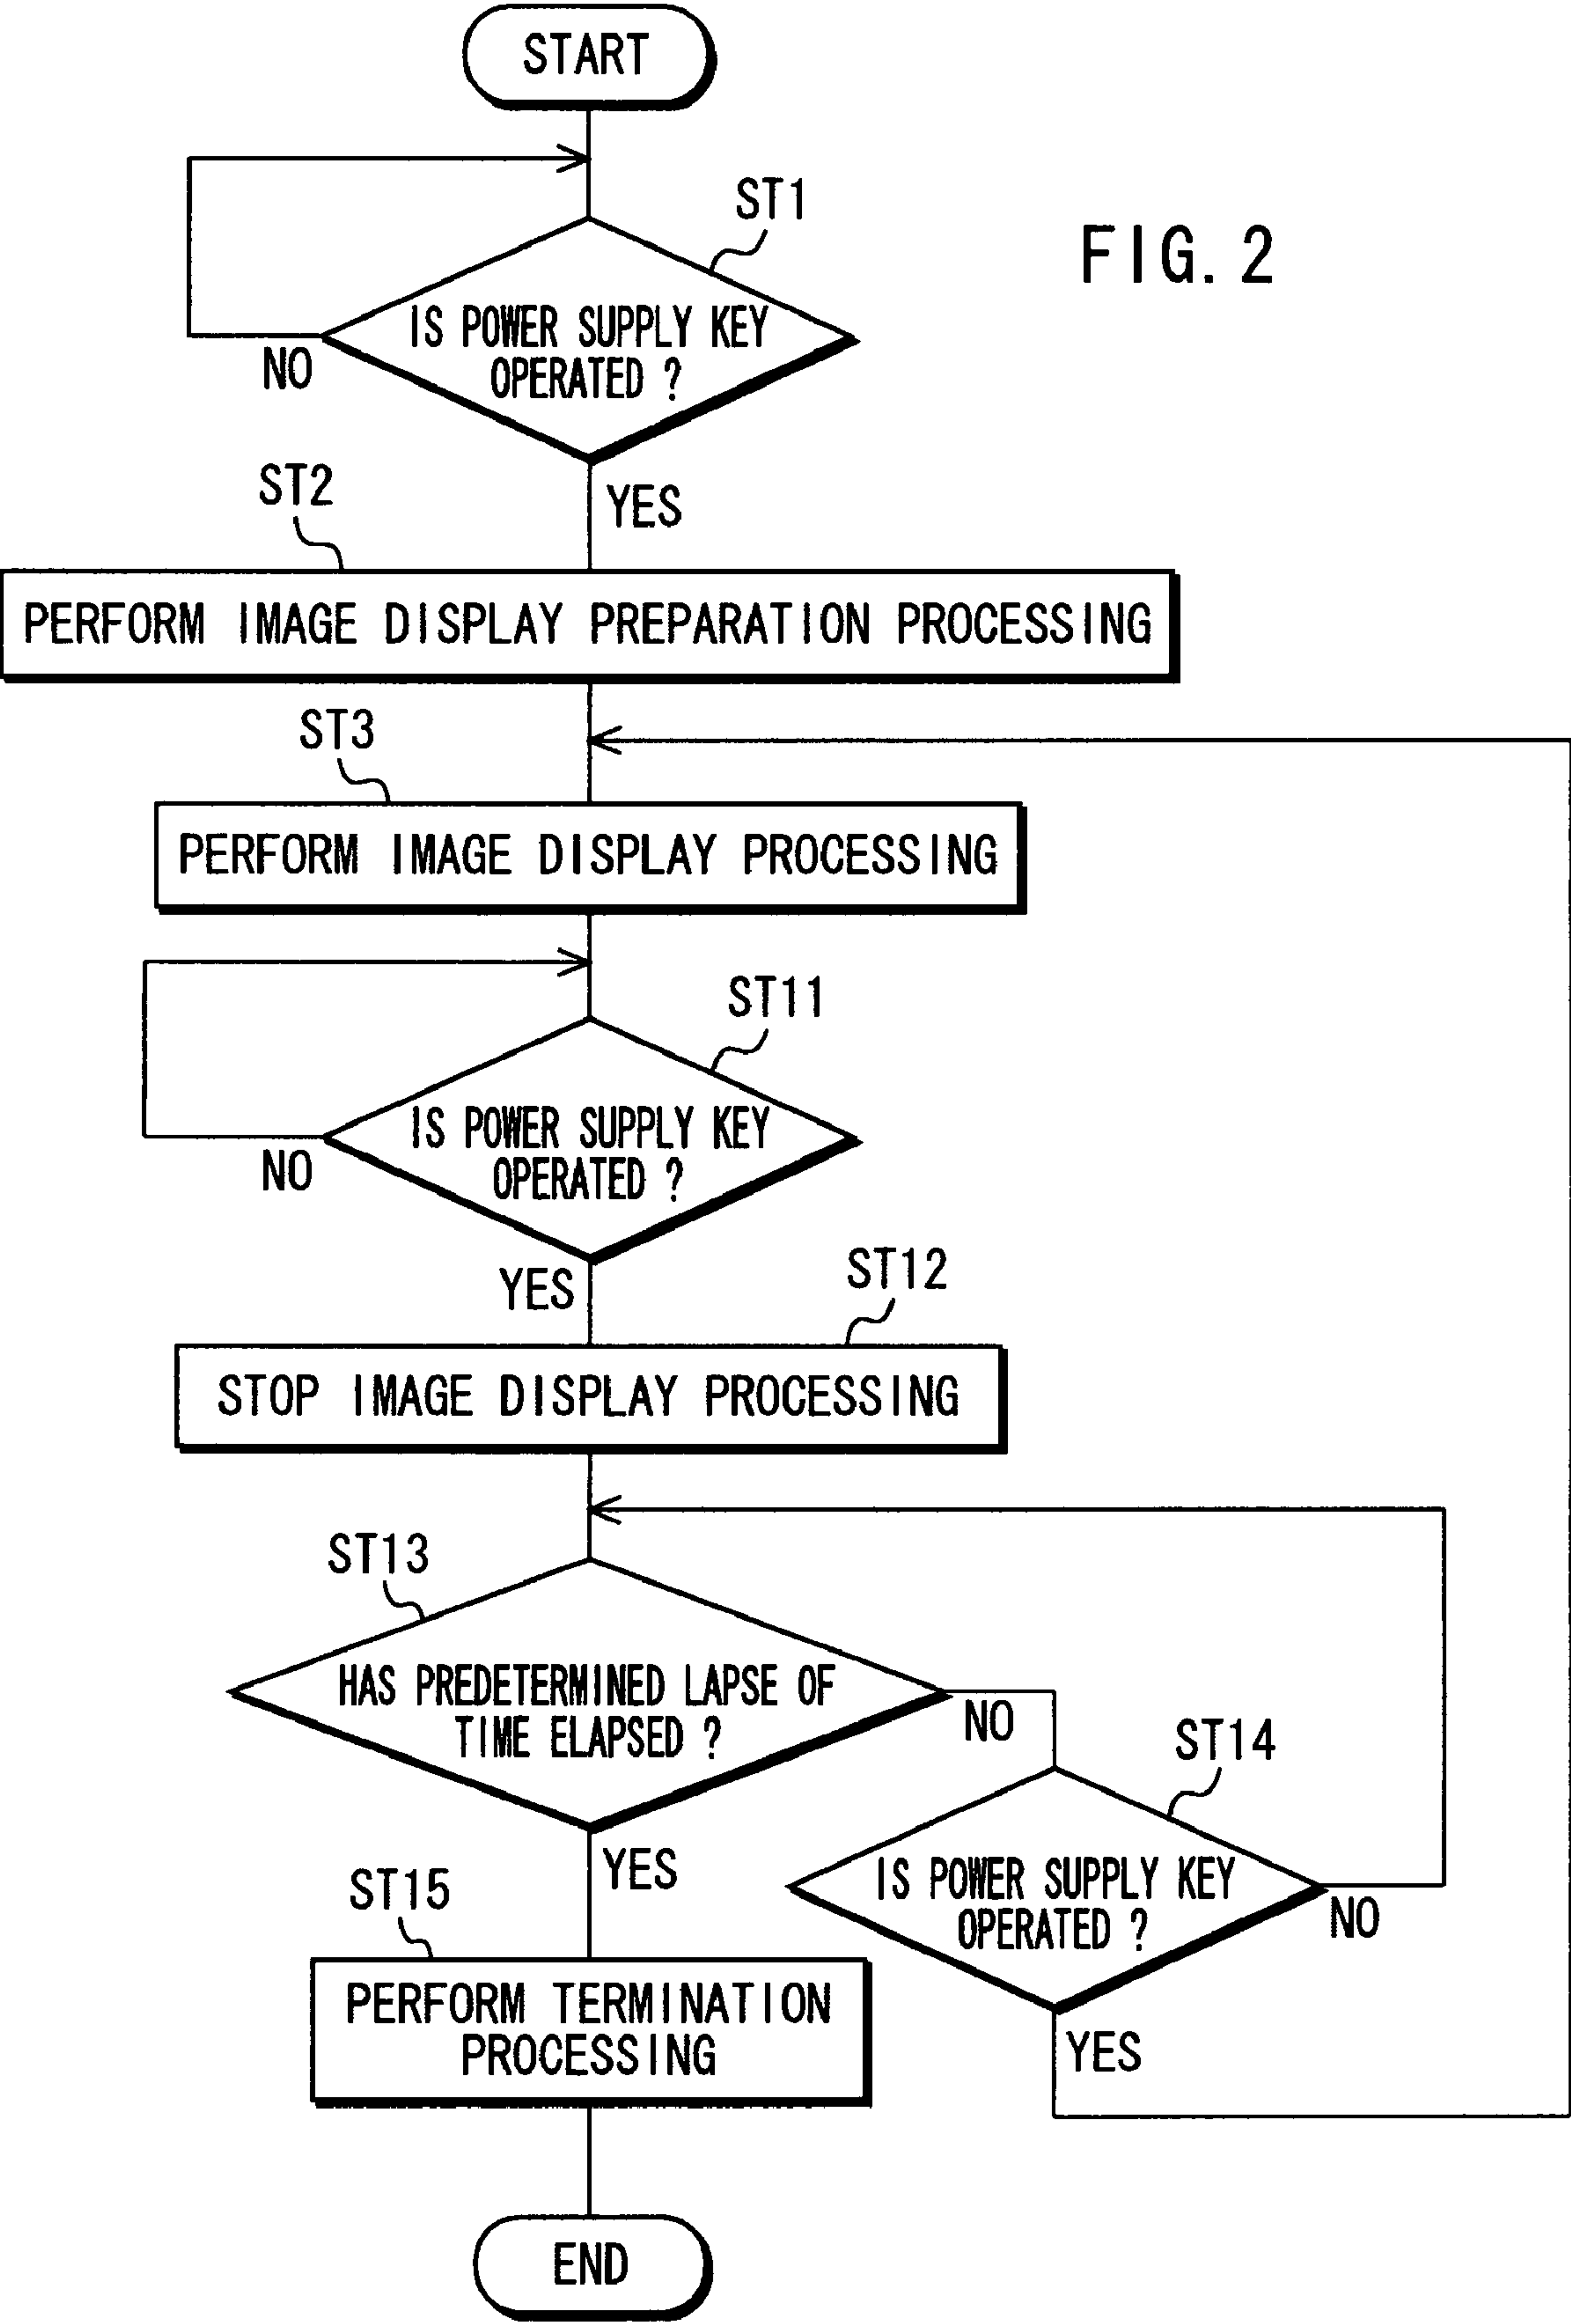 START
ST1
FIG. 2
IS POWER SUPPLY KEY
OPERATED ?
NO
YES
ST2
PERFORM IMAGE DISPLAY PREPARATION PROCESSING
ST3
PERFORM IMAGE DISPLAY PROCESSING
ST11
IS POWER SUPPLY KEY
OPERATED ?
NO
YES
ST12
STOP IMAGE DISPLAY PROCESSING
ST13
HAS PREDETERMINED LAPSE OF
TIME ELAPSED ?
NO
ST14
YES
IS POWER SUPPLY KEY
OPERATED ?
NO
ST15
PERFORM TERMINATION
PROCESSING
YES
END